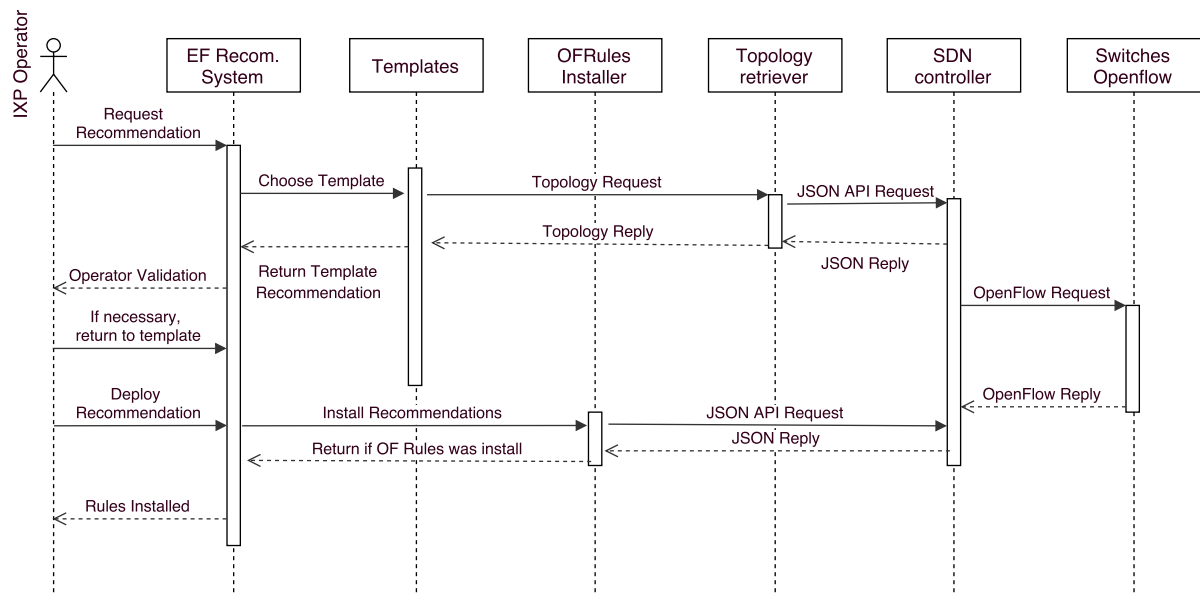 IXP Operator
EF Recom.
System
Templates
OFRules
Installer
Topology
retriever
SDN
controller
Switches
Openflow
Request
Recommendation
Choose Template
Topology Request
JSON API Request
Topology Reply
JSON Reply
Return Template
Recommendation
Operator Validation
OpenFlow Request
If necessary,
return to template
OpenFlow Reply
Deploy
Recommendation
Install Recommendations
JSON API Request
JSON Reply
Return if OF Rules was install
Rules Installed